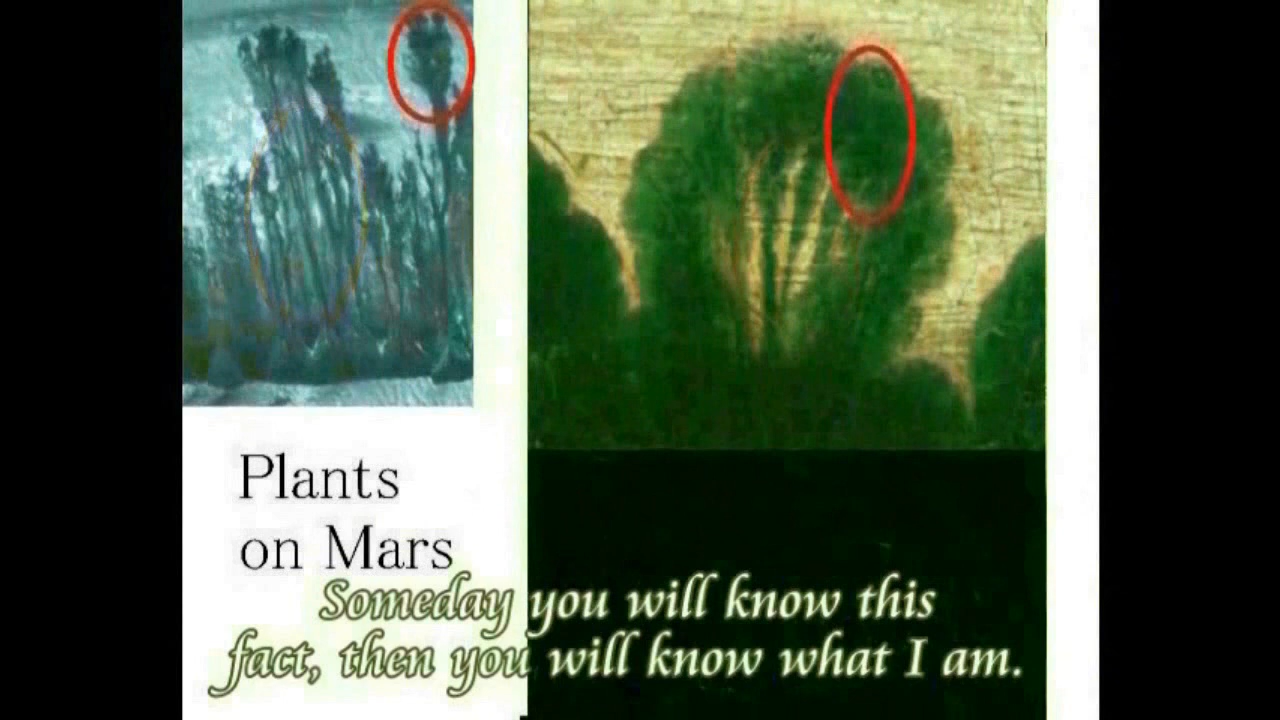 Plants
on Mars
Someday you will know this
fact, then you will know what I am.